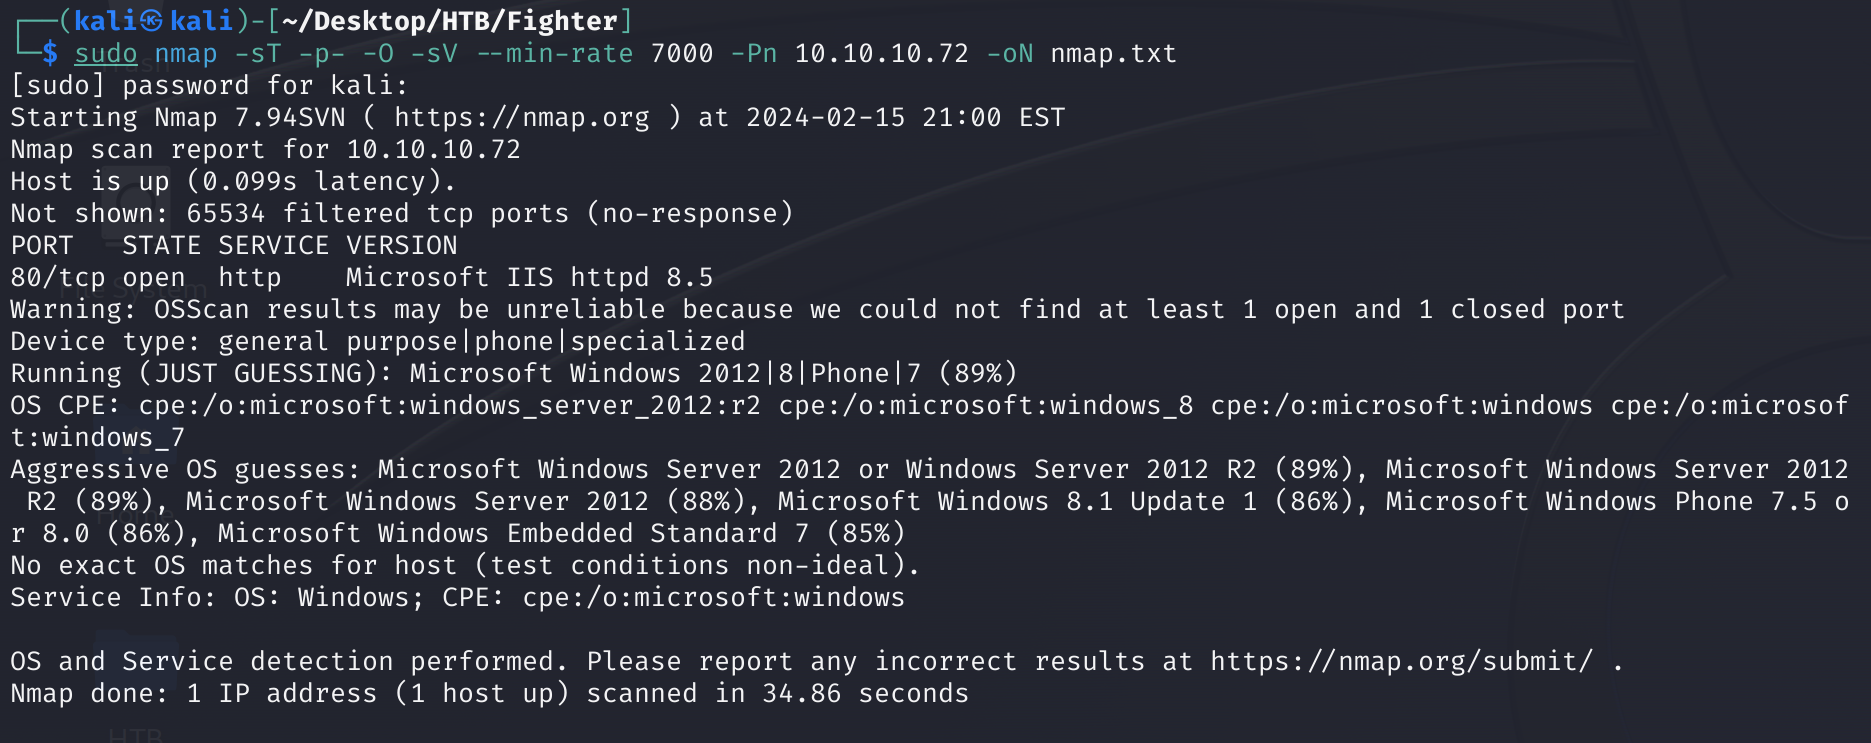 ┌──(kali㉿kali)-[~/Desktop/HTB/Fighter]
└─$ sudo nmap -sT -p- -O -sV --min-rate 7000 -Pn 10.10.10.72 -oN nmap.txt
[sudo] password for kali:
Starting Nmap 7.94SVN ( https://nmap.org ) at 2024-02-15 21:00 EST
Nmap scan report for 10.10.10.72
Host is up (0.099s latency).
Not shown: 65534 filtered tcp ports (no-response)
PORT   STATE SERVICE VERSION
80/tcp open  http    Microsoft IIS httpd 8.5
Warning: OSScan results may be unreliable because we could not find at least 1 open and 1 closed port
Device type: general purpose|phone|specialized
Running (JUST GUESSING): Microsoft Windows 2012|8|Phone|7 (89%)
OS CPE: cpe:/o:microsoft:windows_server_2012:r2 cpe:/o:microsoft:windows_8 cpe:/o:microsoft:windows cpe:/o:microsof
t:windows_7
Aggressive OS guesses: Microsoft Windows Server 2012 or Windows Server 2012 R2 (89%), Microsoft Windows Server 2012
 R2 (89%), Microsoft Windows Server 2012 (88%), Microsoft Windows 8.1 Update 1 (86%), Microsoft Windows Phone 7.5 o
r 8.0 (86%), Microsoft Windows Embedded Standard 7 (85%)
No exact OS matches for host (test conditions non-ideal).
Service Info: OS: Windows; CPE: cpe:/o:microsoft:windows

OS and Service detection performed. Please report any incorrect results at https://nmap.org/submit/ .
Nmap done: 1 IP address (1 host up) scanned in 34.86 seconds
Trash
File System
Home
HTB